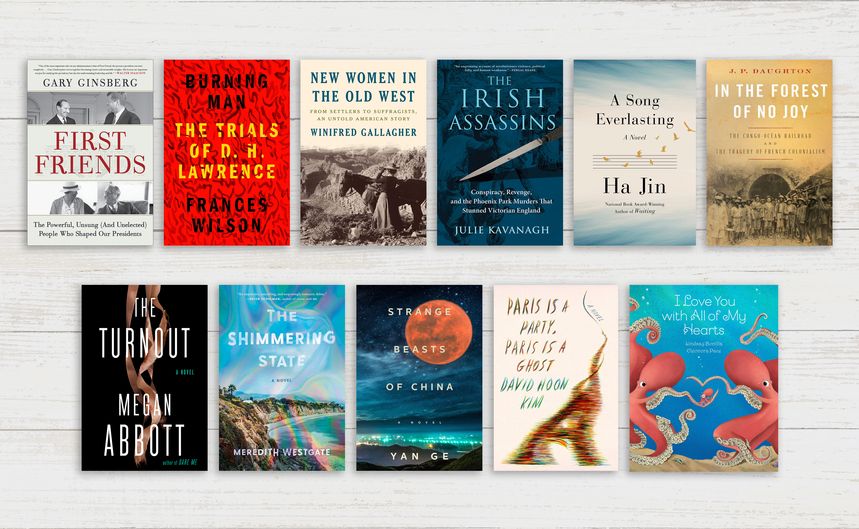 GARY GINSBERG
FIRST
FRIENDS
The Powerful, Unsung (And Unelected)
People Who Shaped Our Presidents
BURNING
MAN
THE TRIALS
OF D. H.
LAWRENCE
FRANCES
WILSON
NEW WOMEN IN
THE OLD WEST
FROM SETTLERS TO SUFFRAGISTS,
AN UNTOLD AMERICAN STORY
WINIFRED GALLAGHER
THE
IRISH
ASSASSINS
Conspiracy, Revenge,
and the Phoenix Park Murders That
Stunned Victorian England
JULIE KAVANAGH
A Song
Everlasting
A Novel
Ha Jin
National Book Award–Winning
Author of Waiting
J. P. DAUGHTON
IN THE FOREST
OF NO JOY
THE CONGO-OCÉAN RAILROAD
AND
THE TRAGEDY OF FRENCH COLONIALISM
THE
TURNOUT
A NOVEL
MEGAN
ABBOTT
author of DARE ME
THE
SHIMMERING
STATE
A NOVEL
MEREDITH WESTGATE
STRANGE
BEASTS
OF CHINA
A NOVEL
YAN GE
PARIS IS A
PARTY,
PARIS IS A
GHOST
A NOVEL
DAVID HOON
KIM
I Love You
with All of My
Hearts